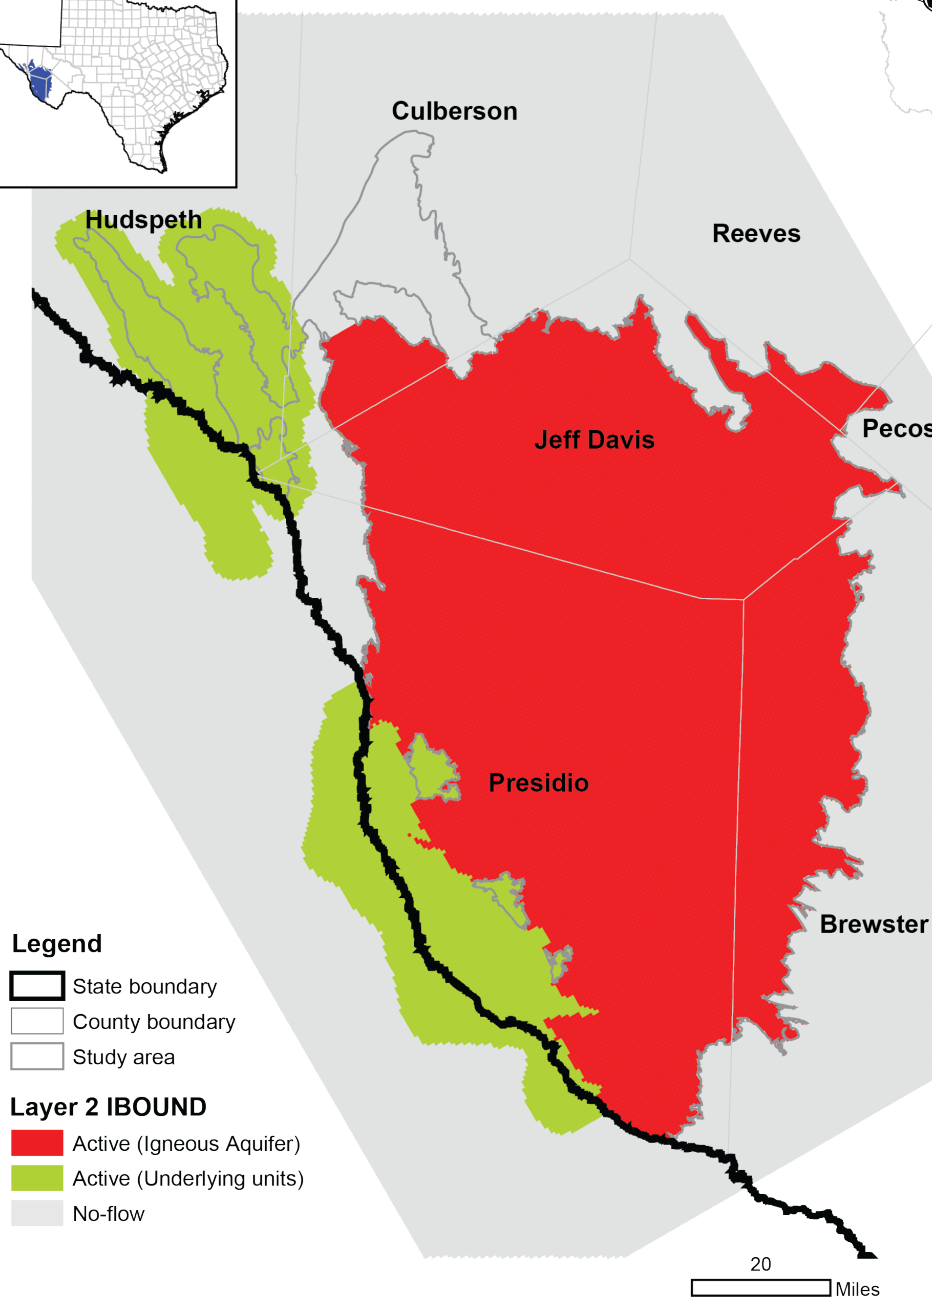 Culberson
Hudspeth
Reeves
Jeff Davis
Pecos
Presidio
Brewster
Legend
State boundary
County boundary
Study area
Layer 2 IBOUND
Active (Igneous Aquifer)
Active (Underlying units)
No-flow
20
Miles